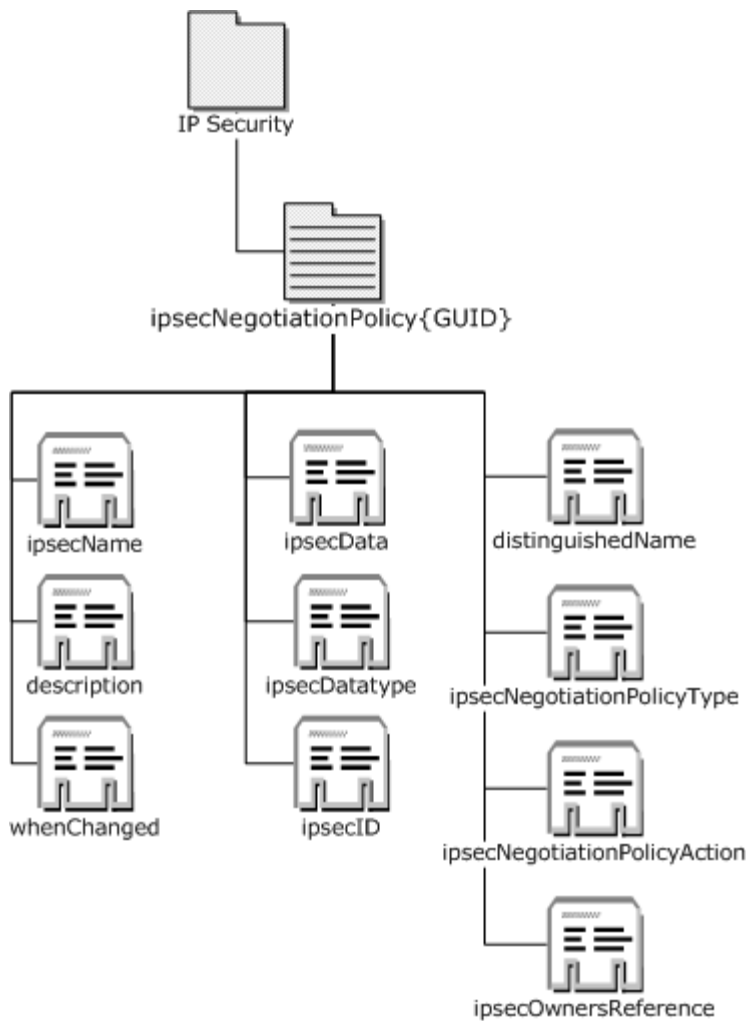 IP Security
ipsecNegotiationPolicy{GUID}
ipsecName
ipsecData
distinguishedName
description
ipsecDatatype
ipsecNegotiationPolicyType
whenChanged
ipsecID
ipsecNegotiationPolicyAction
ipsecOwnersReference